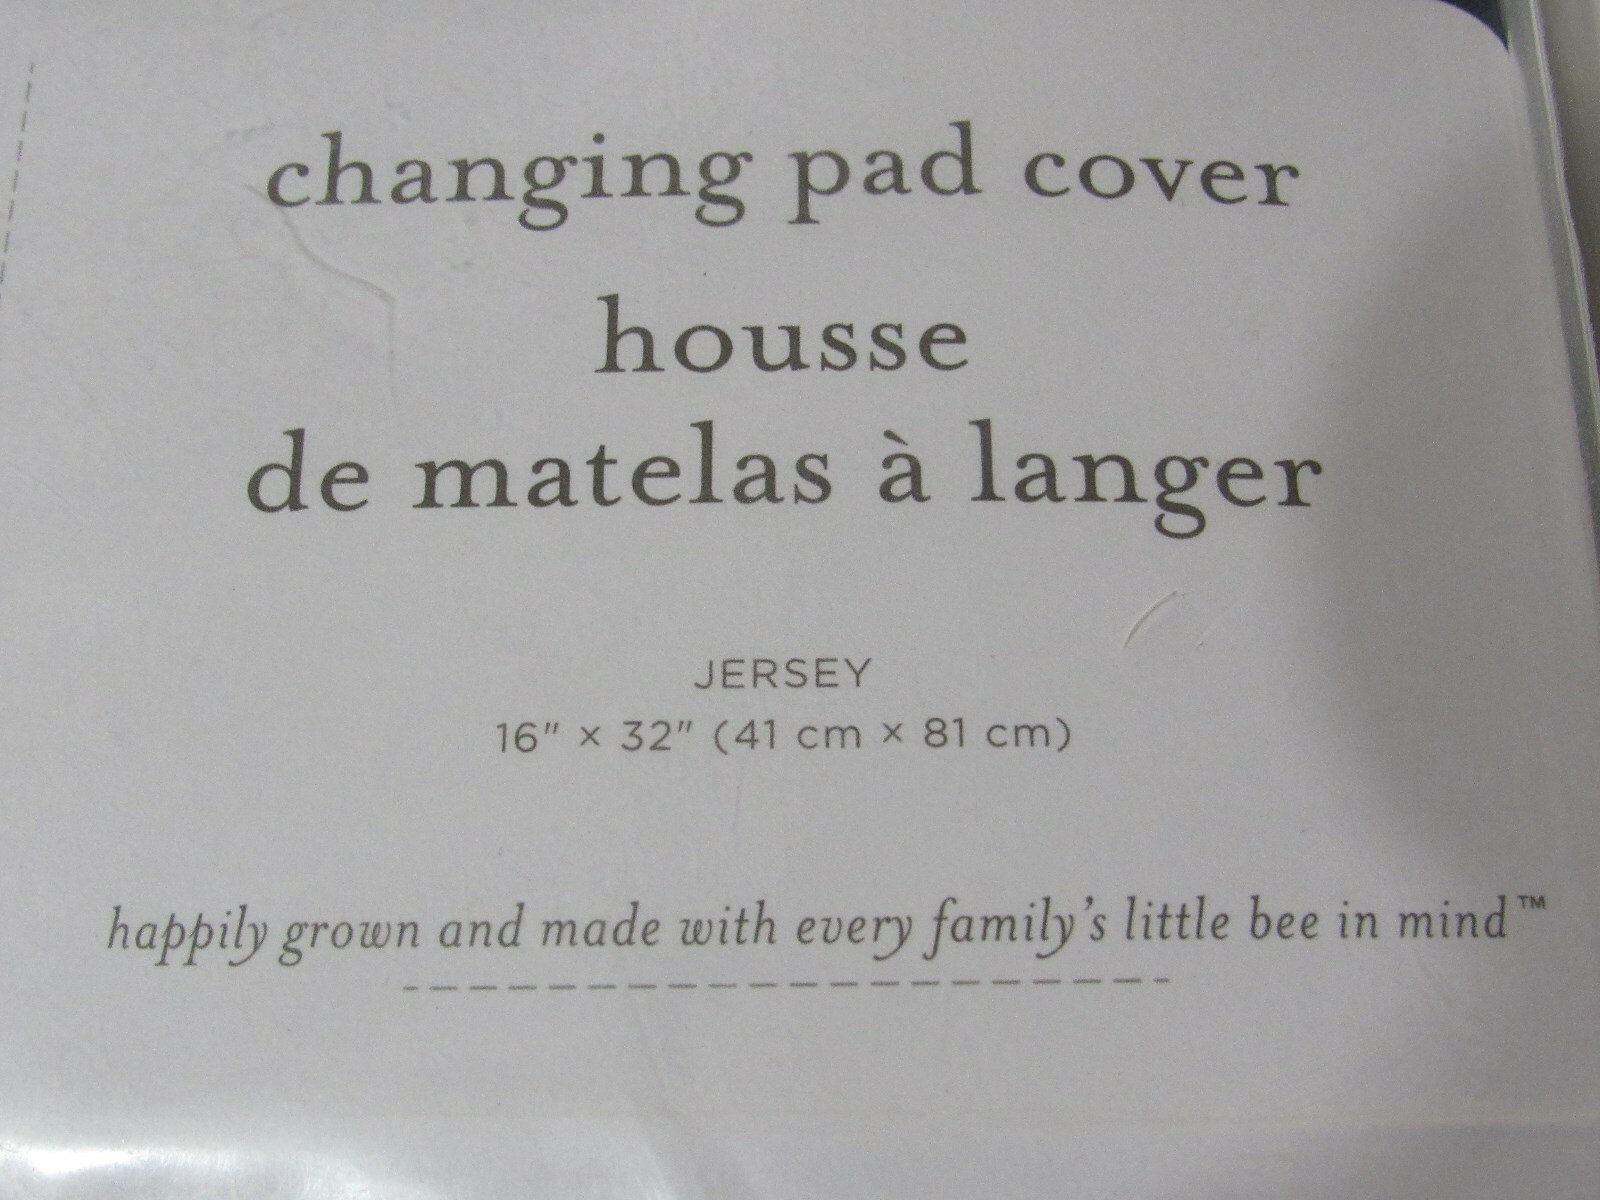 changing pad cover
housse
de matelas à langer
JERSEY
16" × 32" (41 cm × 81 cm)
happily grown and made with every family's little bee in mind™